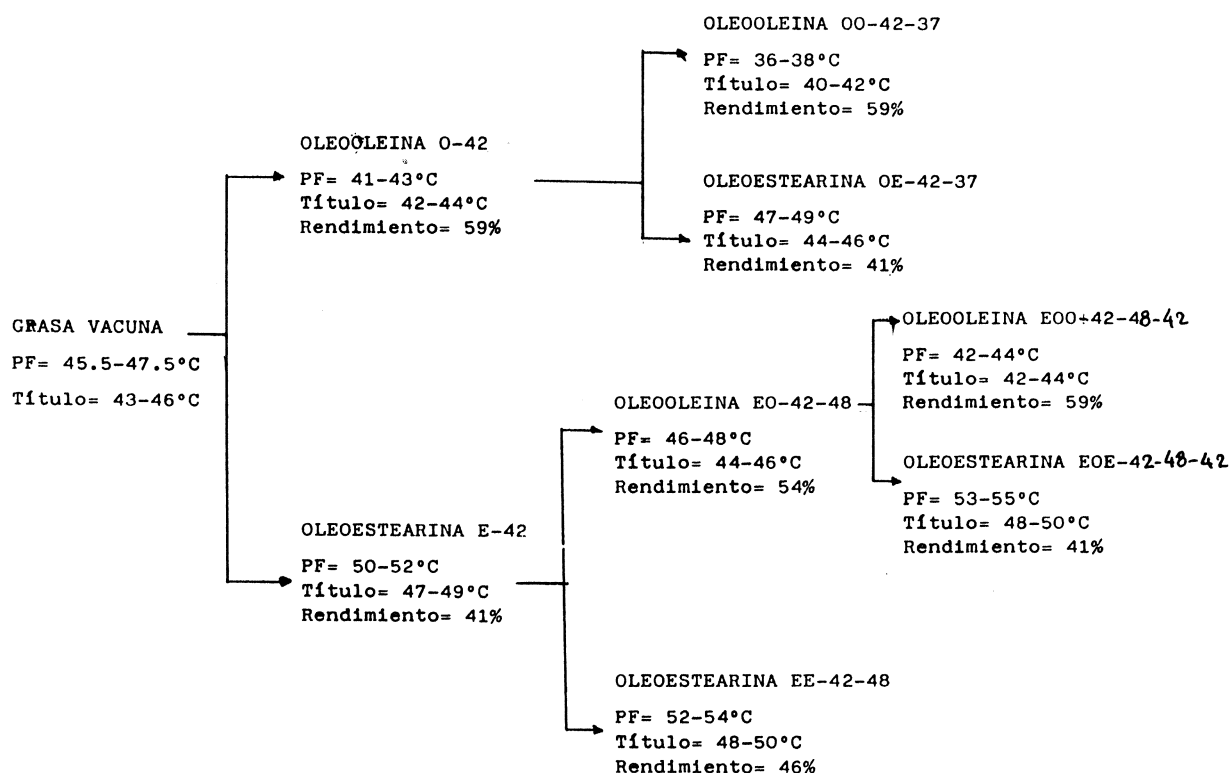 OLEOOLEINA OO-42-37
PF= 36-38°C
Título= 40-42°C
Rendimiento= 59%
OLEOOLEINA O-42
PF= 41-43°C
Título= 42-44°C
Rendimiento= 59%
OLEOESTEARINA OE-42-37
PF= 47-49°C
Título= 44-46°C
Rendimiento= 41%
GRASA VACUNA
PF= 45.5-47.5°C
Título= 43-46°C
OLEOOLEINA EOO-42-48-42
PF= 42-44°C
Título= 42-44°C
Rendimiento= 59%
OLEOOLEINA EO-42-48
PF= 46-48°C
Título= 44-46°C
Rendimiento= 54%
OLEOESTEARINA EOE-42-48-42
PF= 53-55°C
Título= 48-50°C
Rendimiento= 41%
OLEOESTEARINA E-42
PF= 50-52°C
Título= 47-49°C
Rendimiento= 41%
OLEOESTEARINA EE-42-48
PF= 52-54°C
Título= 48-50°C
Rendimiento= 46%